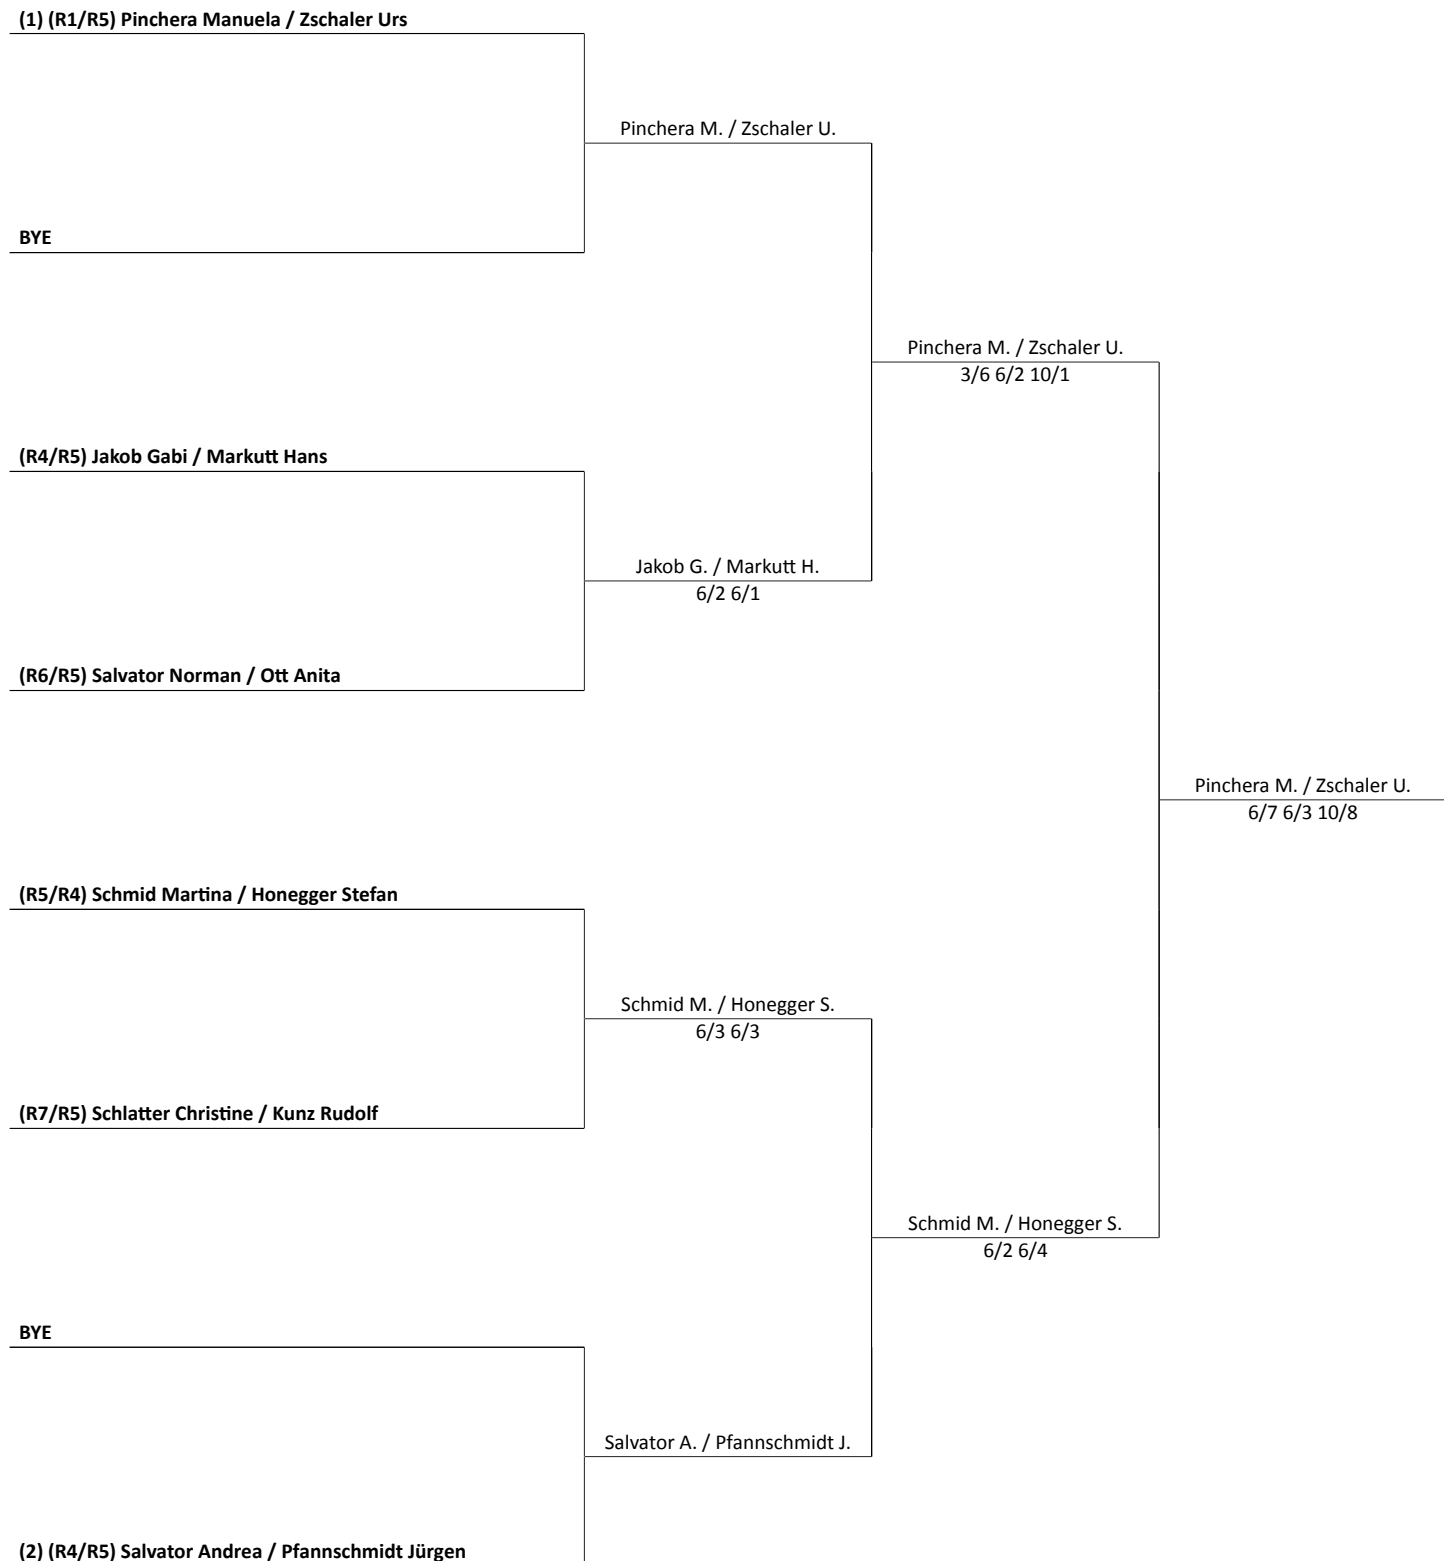 (1) (R1/R5) Pinchera Manuela / Zschaler Urs
Pinchera M. / Zschaler U.
BYE
Pinchera M. / Zschaler U.
3/6 6/2 10/1
(R4/R5) Jakob Gabi / Markutt Hans
Jakob G. / Markutt H.
6/2 6/1
(R6/R5) Salvator Norman / Ott Anita
Pinchera M. / Zschaler U.
6/7 6/3 10/8
(R5/R4) Schmid Martina / Honegger Stefan
Schmid M. / Honegger S.
6/3 6/3
(R7/R5) Schlatter Christine / Kunz Rudolf
Schmid M. / Honegger S.
6/2 6/4
BYE
Salvator A. / Pfannschmidt J.
(2) (R4/R5) Salvator Andrea / Pfannschmidt Jürgen